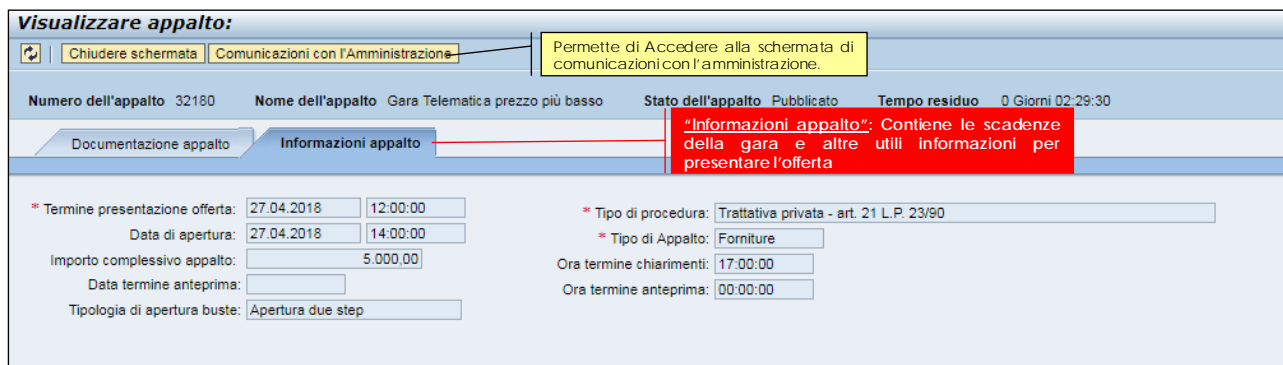 Visualizzare appalto:
Chiudere schermata Comunicazioni con l'Amministrazione
Permette di Accedere alla schermata di
comunicazioni con l'amministrazione.
Numero dell'appalto 32180 Nome dell'appalto Gara Telematica prezzo più basso Stato dell'appalto Pubblicato Tempo residuo 0 Giorni 02:29:30
Documentazione appalto Informazioni appalto
"Informazioni appalto": Contiene le scadenze
della gara e altre utili informazioni per
presentare l'offerta
* Termine presentazione offerta: 27.04.2018 12:00:00 * Tipo di procedura: Trattativa privata - art. 21 L.P. 23/90
Data di apertura: 27.04.2018 14:00:00 * Tipo di Appalto: Forniture
Importo complessivo appalto: 5.000,00 Ora termine chiarimenti: 17:00:00
Data termine anteprima: Ora termine anteprima: 00:00:00
Tipologia di apertura buste: Apertura due step